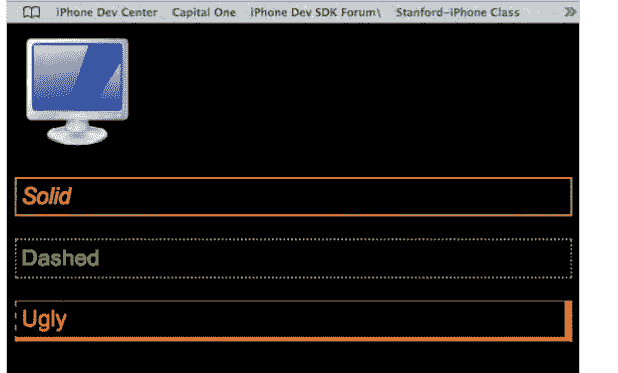 iPhone Dev Center Capital One iPhone Dev SDK Forum\ Stanford-iPhone Class »
Solid
Dashed
Ugly